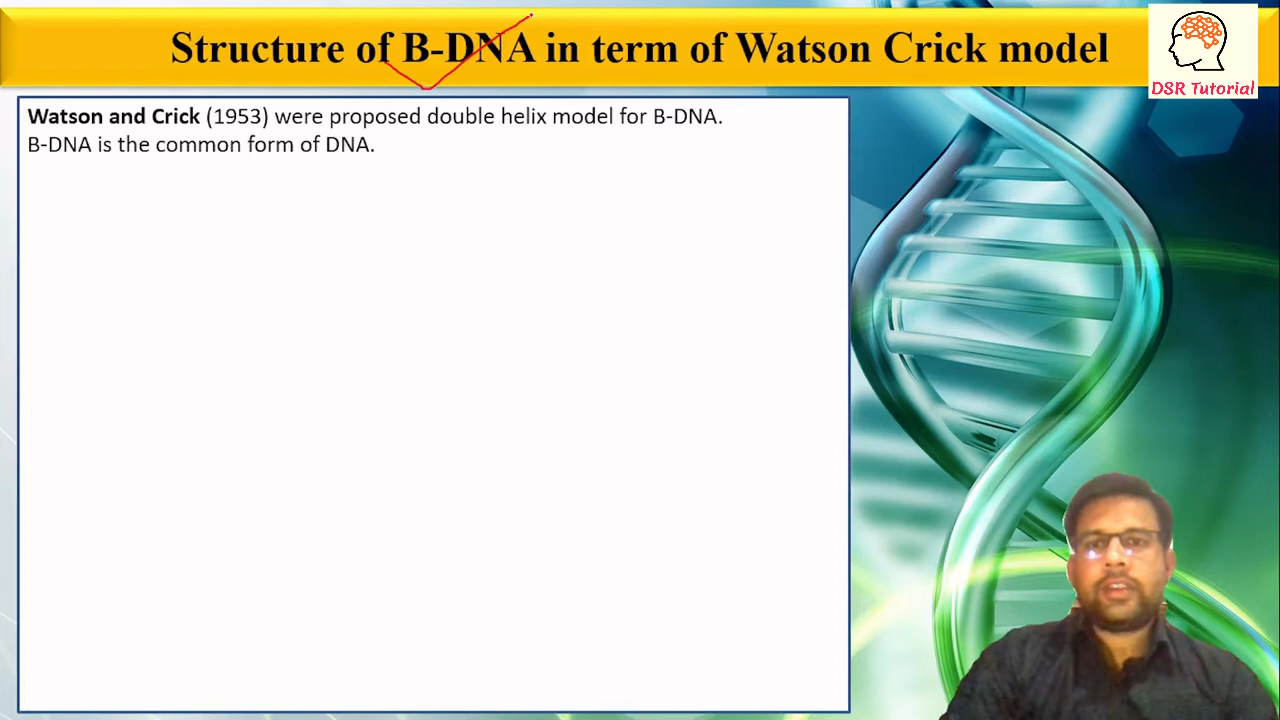 Structure of B-DNA in term of Watson Crick model
DSR Tutorial
Watson and Crick (1953) were proposed double helix model for B-DNA.
B-DNA is the common form of DNA.